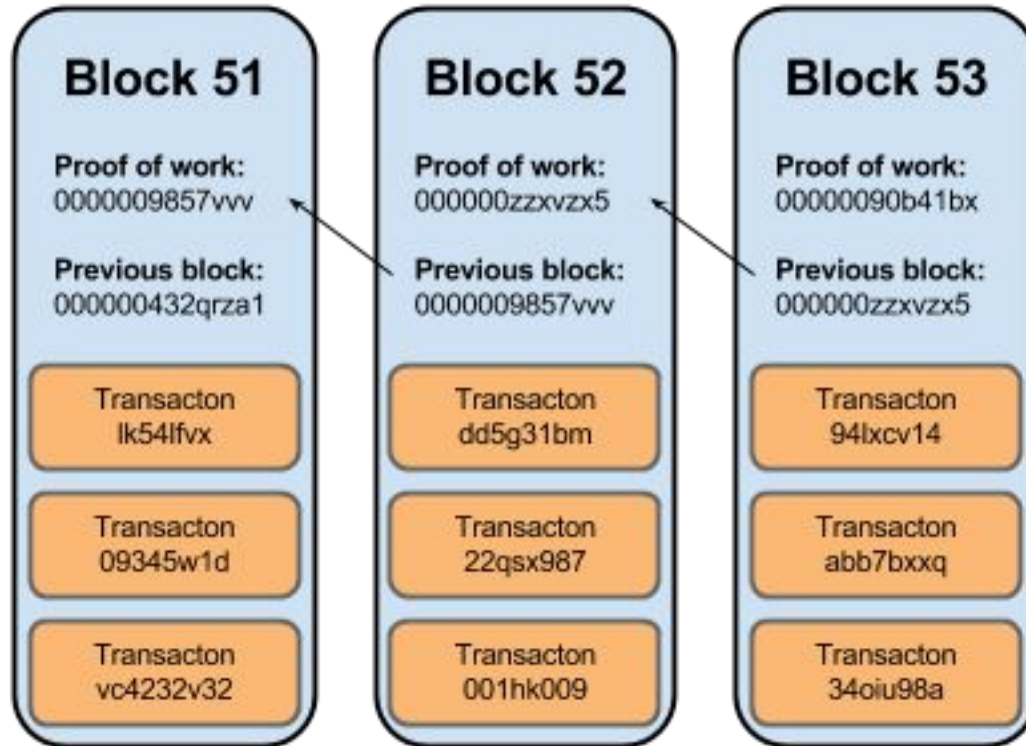 Block 51
Proof of work:
0000009857vvv
Previous block:
000000432qrza1
Transacton
lk54lfvx
Transacton
09345w1d
Transacton
vc4232v32
Block 52
Proof of work:
000000zzxvzx5
Previous block:
0000009857vvv
Transacton
dd5g31bm
Transacton
22qsx987
Transacton
001hk009
Block 53
Proof of work:
00000090b41bx
Previous block:
000000zzxvzx5
Transacton
94lxcv14
Transacton
abb7bxxq
Transacton
34oiu98a